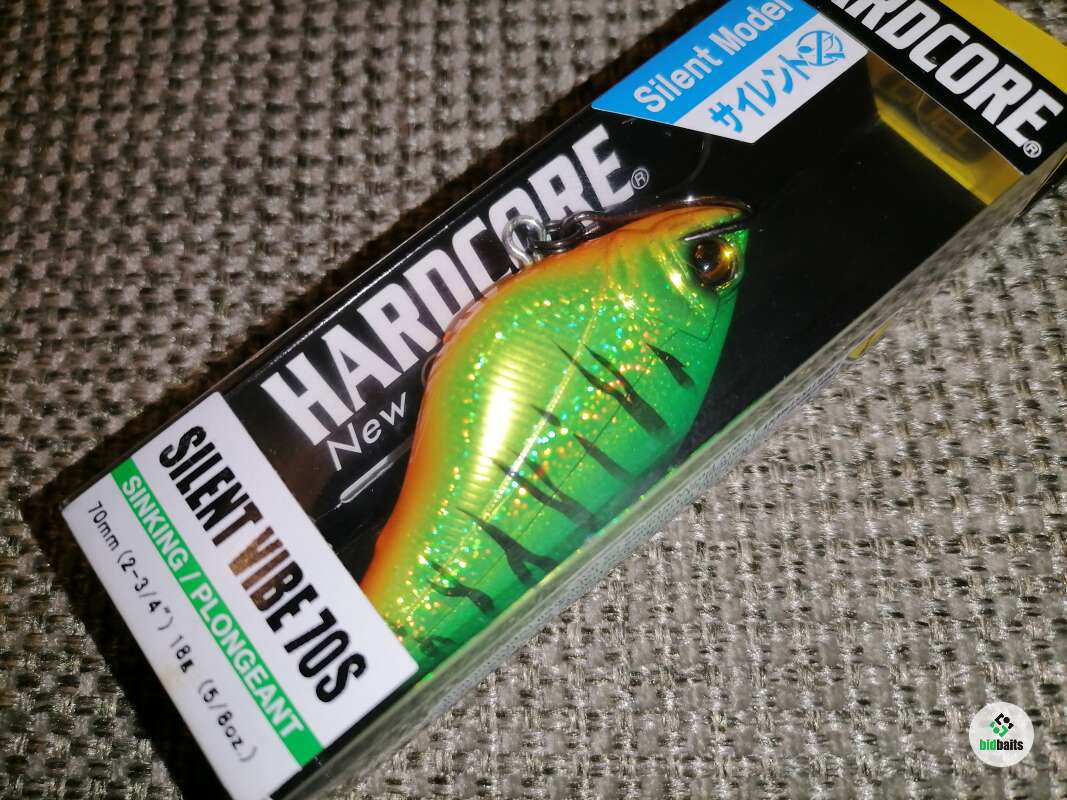 HARDCORE®
Silent Model
サイレント
DUEL
HARDCORE®
New
SILENT VIBE 70S
SINKING / PLONGEANT
70mm (2-3/4") 18g (5/8oz.)
bidbaits